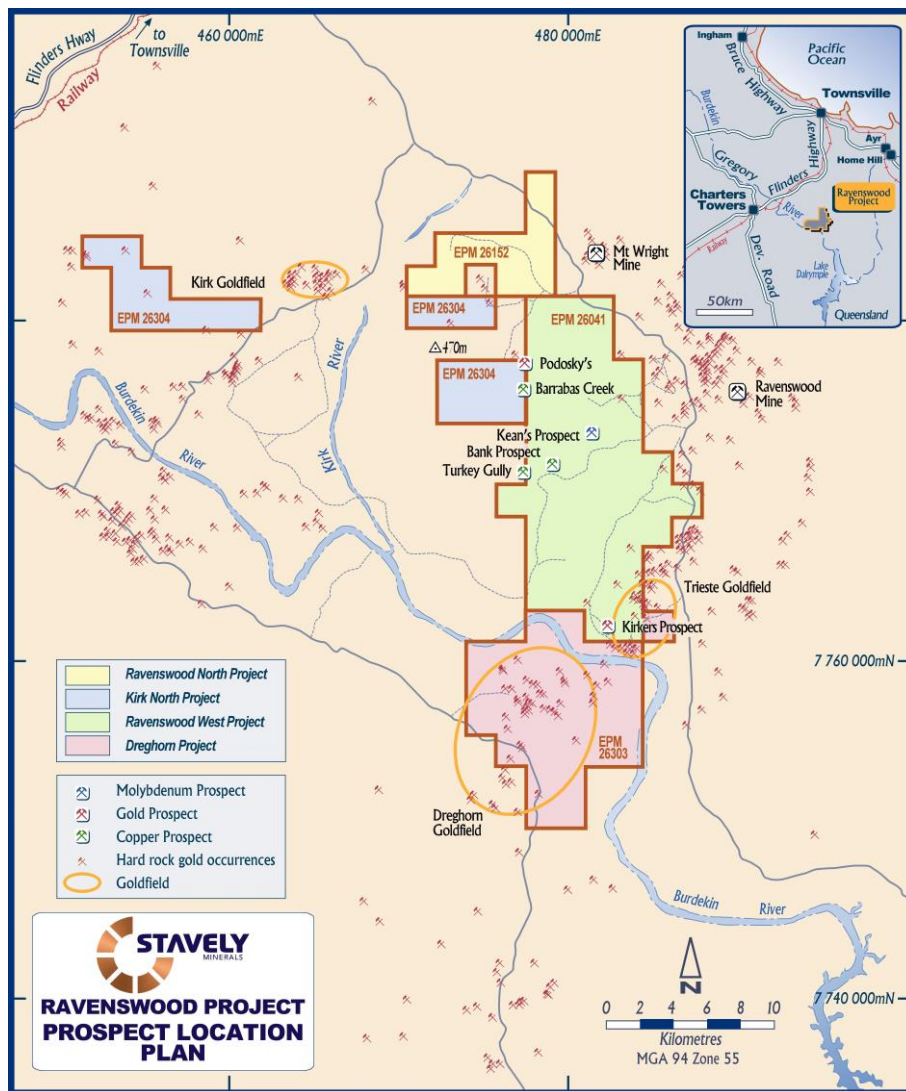 460 000mE
480 000mE
to
Townsville
Flinders Hwy
Railway
Ingham
Bruce Highway
Pacific
Ocean
Townsville
Burdekin
Highway
Ayr
Home Hill
Gregory
Flinders
River
Ravenswood
Project
Charters
Towers
Railway
Dev. Road
Lake
Dalrymple
50km
Queensland
EPM 26152
Mt Wright
Mine
Kirk Goldfield
EPM 26304
EPM 26304
EPM 26041
470m
EPM 26304
Podosky's
Barrabas Creek
Ravenswood
Mine
Burdekin
River
Kirk
River
Kean's Prospect
Bank Prospect
Turkey Gully
Trieste Goldfield
Kirkers Prospect
7 760 000mN
Ravenswood North Project
Kirk North Project
Ravenswood West Project
Dreghorn Project
EPM
26303
Molybdenum Prospect
Gold Prospect
Copper Prospect
Hard rock gold occurrences
Goldfield
Dreghorn
Goldfield
Burdekin
River
STAVELY
MINERALS
RAVENSWOOD PROJECT
PROSPECT LOCATION
PLAN
N
0 2 4 6 8 10
Kilometres
MGA 94 Zone 55
7 740 000mN